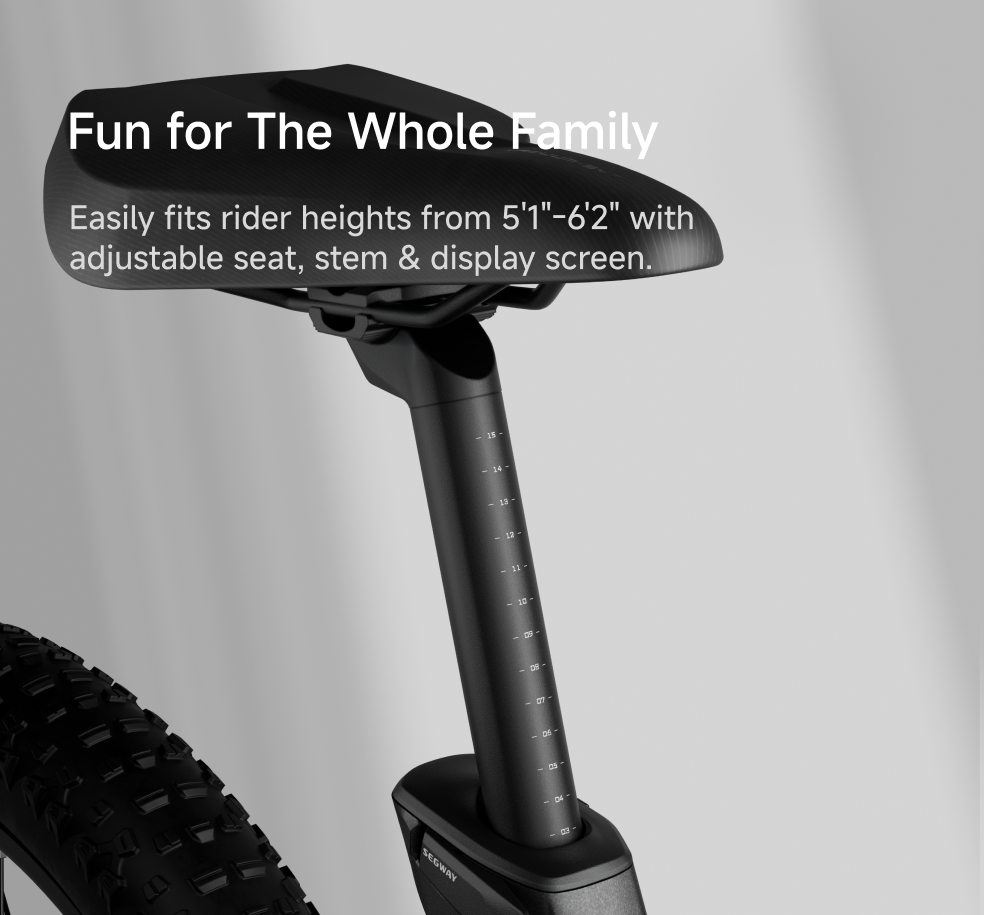 Fun for The Whole Family
Easily fits rider heights from 5'1"-6'2" with
adjustable seat, stem & display screen.
- 15 -
- 14 -
- 13 -
- 12 -
- 11 -
- 10 -
- 09 -
- 08 -
- 07 -
- 06 -
- 05 -
- 04 -
- 03 -
SEGWAY